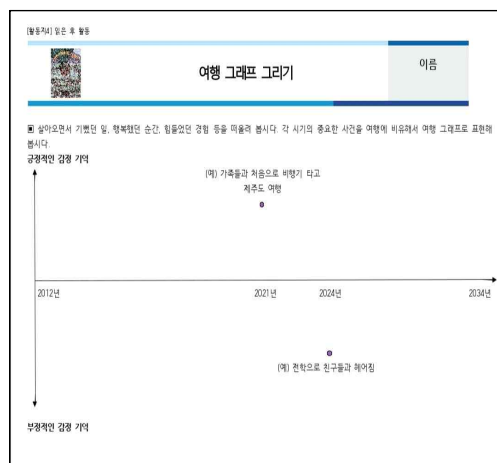 [활동지4] 읽은 후 활동
여행 그래프 그리기
이름
▣ 살아오면서 기뻤던 일, 행복했던 순간, 힘들었던 경험 등을 떠올려 봅시다. 각 시기의 중요한 사건을 여행에 비유해서 여행 그래프로 표현해
봅시다.
긍정적인 감정 기억
(예) 가족들과 처음으로 비행기 타고
제주도 여행
2012년 2021년 2024년 2034년
(예) 전학으로 친구들과 헤어짐
부정적인 감정 기억